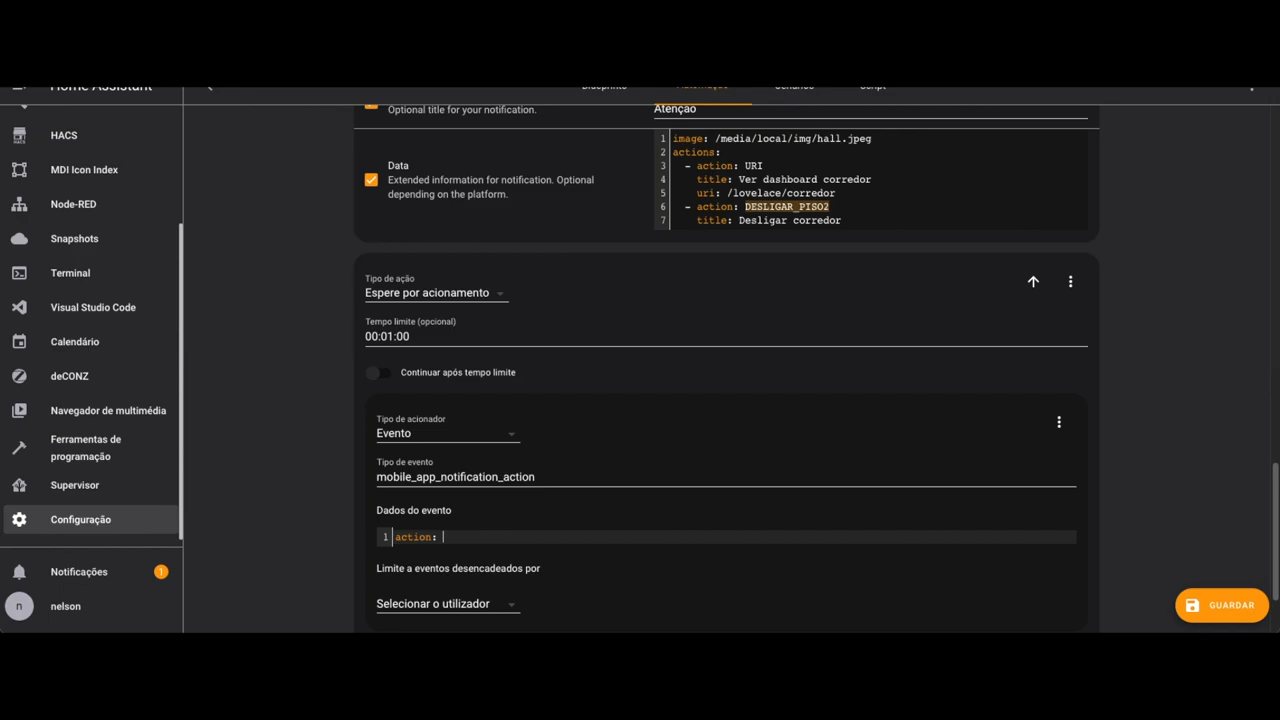 Home Assistant
HACS
MDI Icon Index
Node-RED
Snapshots
Terminal
Visual Studio Code
Calendário
deCONZ
Navegador de multimédia
Ferramentas de
programação
Supervisor
Configuração
Notificações
1
n
nelson
Blueprints
Automação
Cenários
Script
Optional title for your notification.
Atenção
Data
Extended information for notification. Optional
depending on the platform.
1 image: /media/local/img/hall.jpeg
2 actions:
3 - action: URI
4 title: Ver dashboard corredor
5 uri: /lovelace/corredor
6 - action: DESLIGAR_PISO2
7 title: Desligar corredor
Tipo de ação
Espere por acionamento
Tempo limite (opcional)
00:01:00
Continuar após tempo limite
Tipo de acionador
Evento
Tipo de evento
mobile_app_notification_action
Dados do evento
1 action:
Limite a eventos desencadeados por
Selecionar o utilizador
GUARDAR